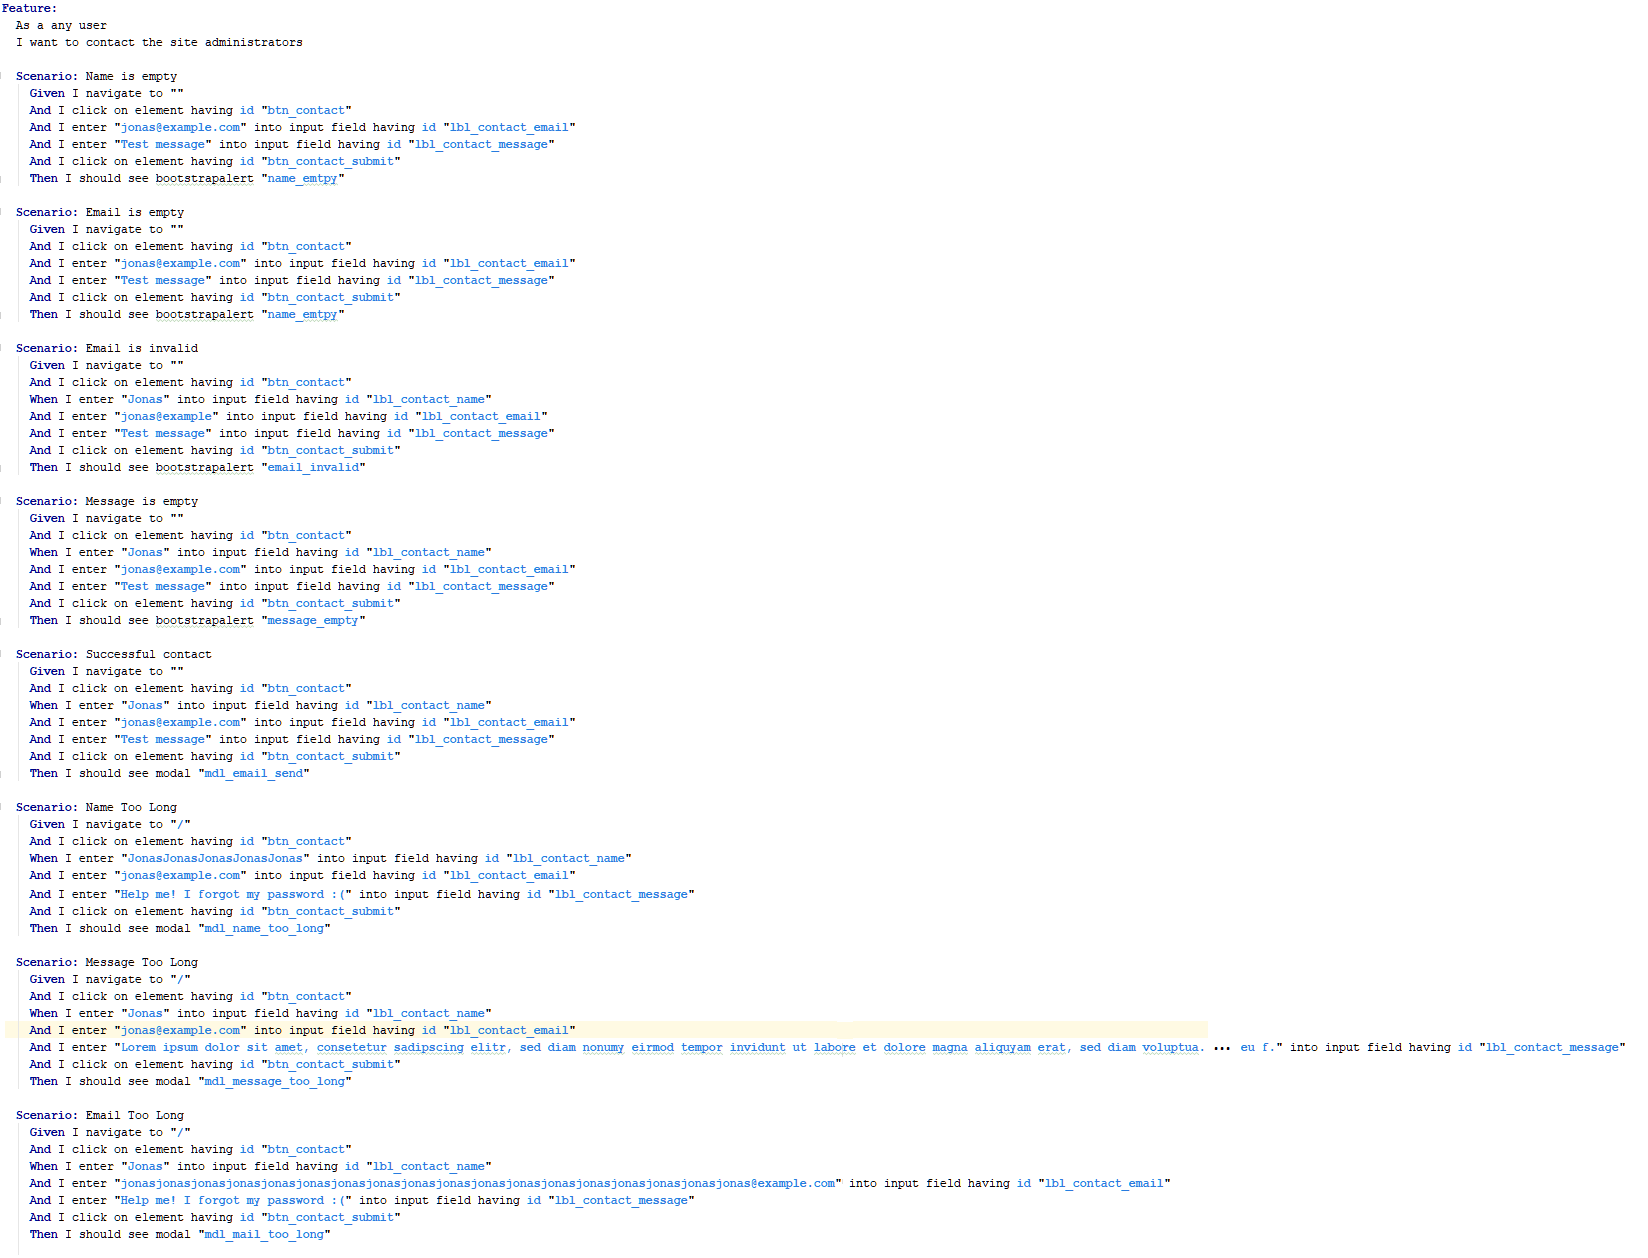 Feature:
As a any user
I want to contact the site administrators
Scenario: Name is empty
Given I navigate to ""
And I click on element having id "btn_contact"
And I enter "jonas@example.com" into input field having id "lbl_contact_email"
And I enter "Test message" into input field having id "lbl_contact_message"
And I click on element having id "btn_contact_submit"
Then I should see bootstrapalert "name_emtpy"
Scenario: Email is empty
Given I navigate to ""
And I click on element having id "btn_contact"
And I enter "jonas@example.com" into input field having id "lbl_contact_email"
And I enter "Test message" into input field having id "lbl_contact_message"
And I click on element having id "btn_contact_submit"
Then I should see bootstrapalert "name_emtpy"
Scenario: Email is invalid
Given I navigate to ""
And I click on element having id "btn_contact"
When I enter "Jonas" into input field having id "lbl_contact_name"
And I enter "jonas@example" into input field having id "lbl_contact_email"
And I enter "Test message" into input field having id "lbl_contact_message"
And I click on element having id "btn_contact_submit"
Then I should see bootstrapalert "email_invalid"
Scenario: Message is empty
Given I navigate to ""
And I click on element having id "btn_contact"
When I enter "Jonas" into input field having id "lbl_contact_name"
And I enter "jonas@example.com" into input field having id "lbl_contact_email"
And I enter "Test message" into input field having id "lbl_contact_message"
And I click on element having id "btn_contact_submit"
Then I should see bootstrapalert "message_empty"
Scenario: Successful contact
Given I navigate to ""
And I click on element having id "btn_contact"
When I enter "Jonas" into input field having id "lbl_contact_name"
And I enter "jonas@example.com" into input field having id "lbl_contact_email"
And I enter "Test message" into input field having id "lbl_contact_message"
And I click on element having id "btn_contact_submit"
Then I should see modal "mdl_email_send"
Scenario: Name Too Long
Given I navigate to "/"
And I click on element having id "btn_contact"
When I enter "JonasJonasJonasJonasJonas" into input field having id "lbl_contact_name"
And I enter "jonas@example.com" into input field having id "lbl_contact_email"
And I enter "Help me! I forgot my password :(" into input field having id "lbl_contact_message"
And I click on element having id "btn_contact_submit"
Then I should see modal "mdl_name_too_long"
Scenario: Message Too Long
Given I navigate to "/"
And I click on element having id "btn_contact"
When I enter "Jonas" into input field having id "lbl_contact_name"
And I enter "jonas@example.com" into input field having id "lbl_contact_email"
And I enter "Lorem ipsum dolor sit amet, consetetur sadipscing elitr, sed diam nonumy eirmod tempor invidunt ut labore et dolore magna aliquyam erat, sed diam voluptua. ... eu f." into input field having id "lbl_contact_message"
And I click on element having id "btn_contact_submit"
Then I should see modal "mdl_message_too_long"
Scenario: Email Too Long
Given I navigate to "/"
And I click on element having id "btn_contact"
When I enter "Jonas" into input field having id "lbl_contact_name"
And I enter "jonasjonasjonasjonasjonasjonasjonasjonasjonasjonasjonasjonasjonasjonasjonasjonasjonasjonas@example.com" into input field having id "lbl_contact_email"
And I enter "Help me! I forgot my password :(" into input field having id "lbl_contact_message"
And I click on element having id "btn_contact_submit"
Then I should see modal "mdl_mail_too_long"